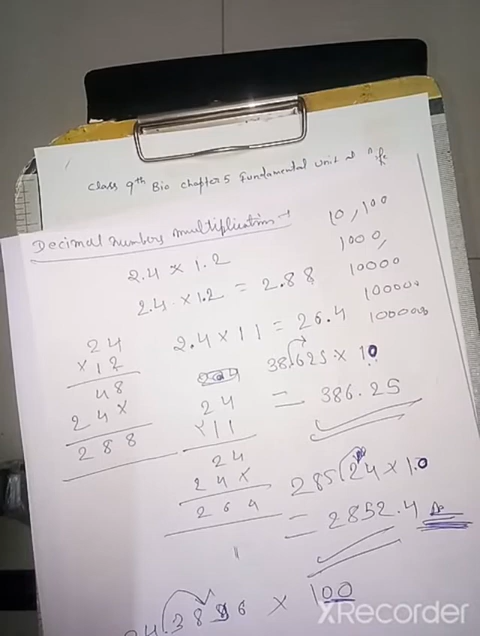 Class 9th Bio chapter 5 Fundamental unit of life
Decimal numbers multiplication
2.4 × 1.2
2.4 × 1.2 = 2.88
2.4 × 11 = 26.4
10, 100
1000,
10000
100000
24
×12
48
24×
288
24
×11
24
24×
264
38.625 × 10
= 386.25
285.24 × 10
= 2852.4
24.3896 × 100
XRecorder